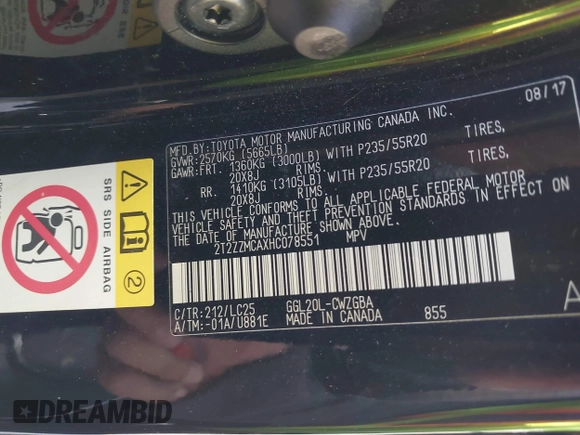 08/17
MFD.BY:TOYOTA MOTOR MANUFACTURING CANADA INC.
GVWR:2570KG (5665LB)
GAWR:FRT. 1360KG (3000LB) WITH P235/55R20 TIRES,
20X8J RIMS,
RR. 1410KG (3105LB) WITH P235/55R20 TIRES,
20X8J RIMS,
THIS VEHICLE CONFORMS TO ALL APPLICABLE FEDERAL MOTOR
VEHICLE SAFETY AND THEFT PREVENTION STANDARDS IN EFFECT ON
THE DATE OF MANUFACTURE SHOWN ABOVE.
2T2ZZMCAXHC078551 MPV
C/TR:212/LC25 GGL20L-CWZGBA
A/TM:-01A/U881E 855
A
SRS SIDE AIRBAG
2
DREAMBID